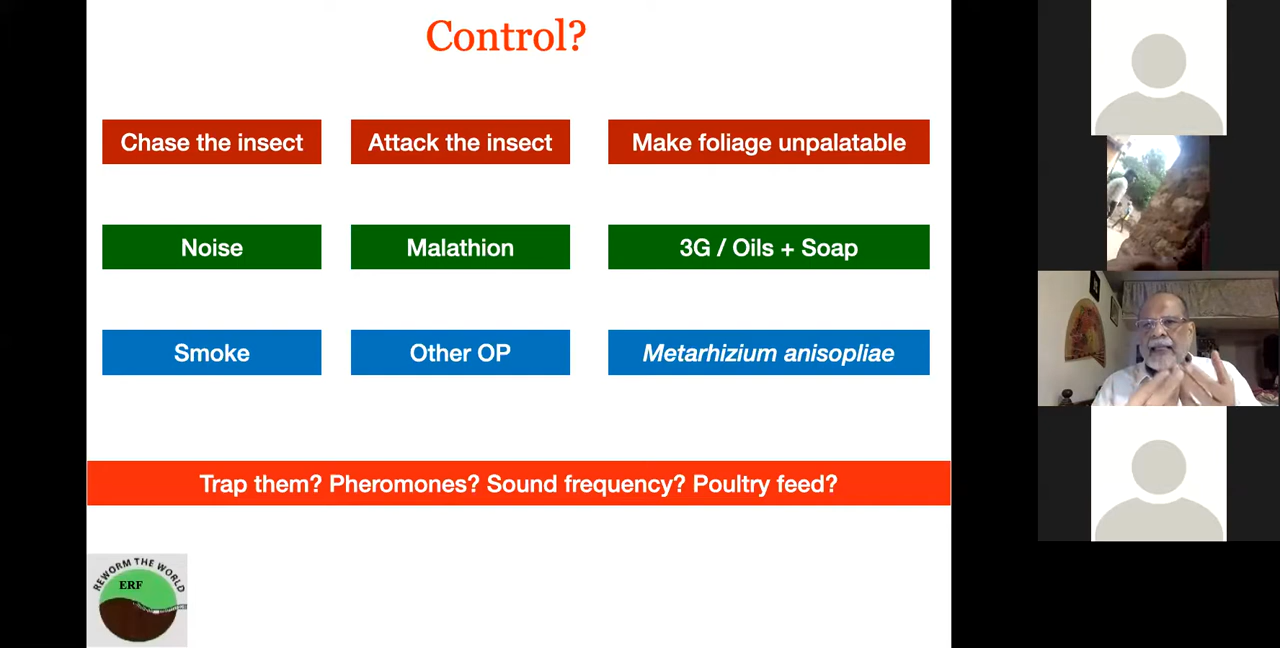 Control?
Chase the insect
Attack the insect
Make foliage unpalatable
Noise
Malathion
3G / Oils + Soap
Smoke
Other OP
Metarhizium anisopliae
Trap them? Pheromones? Sound frequency? Poultry feed?
REWORM THE WORLD
ERF